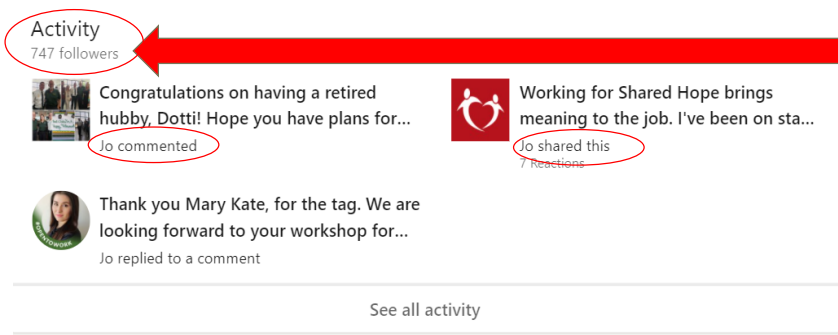 Activity
747 followers
Congratulations on having a retired
hubby, Dotti! Hope you have plans for...
Jo commented
Working for Shared Hope brings
meaning to the job. I've been on sta...
Jo shared this
7 Reactions
Thank you Mary Kate, for the tag. We are
looking forward to your workshop for...
Jo replied to a comment
#OPENTOWORK
See all activity